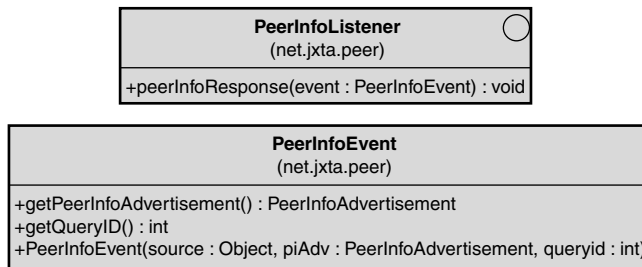 PeerInfoListener
(net.jxta.peer)
+peerInfoResponse(event : PeerInfoEvent) : void
PeerInfoEvent
(net.jxta.peer)
+getPeerInfoAdvertisement() : PeerInfoAdvertisement
+getQueryID() : int
+PeerInfoEvent(source : Object, piAdv : PeerInfoAdvertisement, queryid : int)